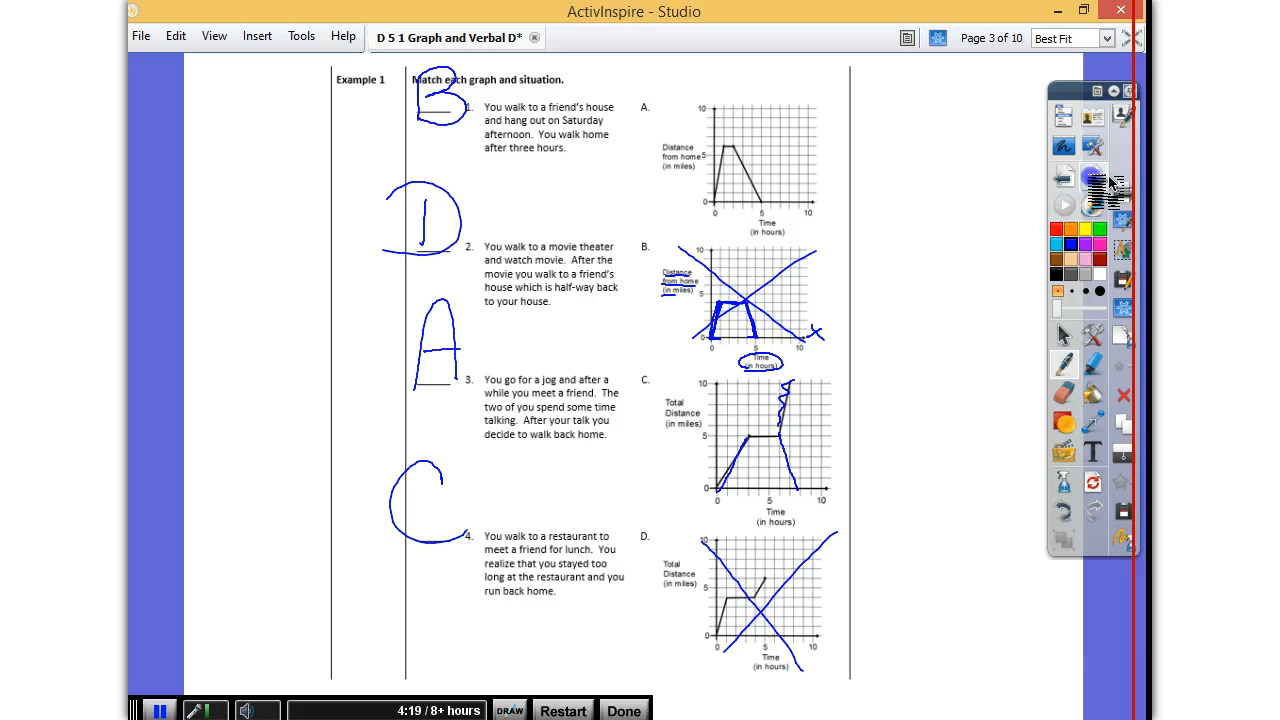 ActivInspire - Studio
File Edit View Insert Tools Help
D 5 1 Graph and Verbal D*
Page 3 of 10
Best Fit
Example 1
Match each graph and situation.
B
1. You walk to a friend's house
and hang out on Saturday
afternoon. You walk home
after three hours.
A.
10
Distance
from home
(in miles)
5
0
0 5 10
Time
(in hours)
D
2. You walk to a movie theater
and watch movie. After the
movie you walk to a friend's
house which is half-way back
to your house.
B.
10
Distance
from home
(in miles)
5
0
0 5 10
x
Time
(in hours)
A
3. You go for a jog and after a
while you meet a friend. The
two of you spend some time
talking. After your talk you
decide to walk back home.
C.
10
Total
Distance
(in miles)
5
0
0 5 10
Time
(in hours)
C
4. You walk to a restaurant to
meet a friend for lunch. You
realize that you stayed too
long at the restaurant and you
run back home.
D.
10
Total
Distance
(in miles)
5
0
0 5 10
Time
(in hours)
T
4:19 / 8+ hours
DRAW
Restart
Done